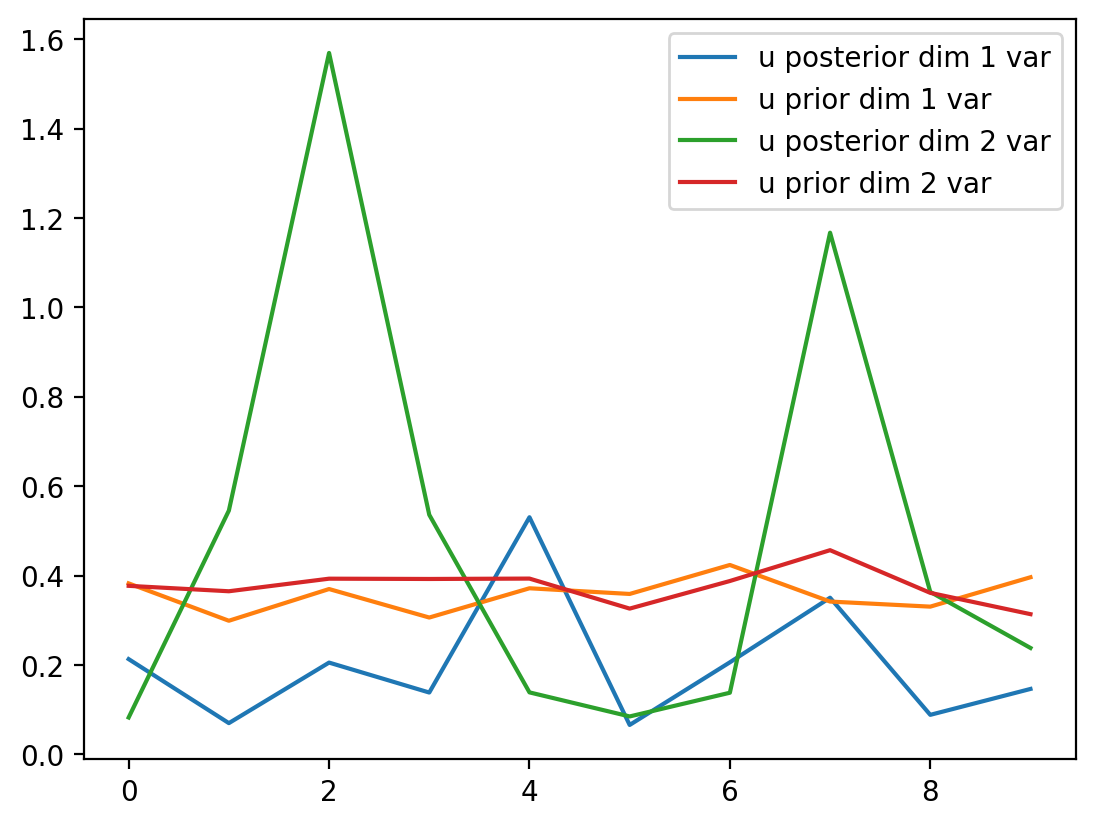 1.6
1.4
1.2
1.0
0.8
0.6
0.4
0.2
0.0
0 2 4 6 8
u posterior dim 1 var
u prior dim 1 var
u posterior dim 2 var
u prior dim 2 var